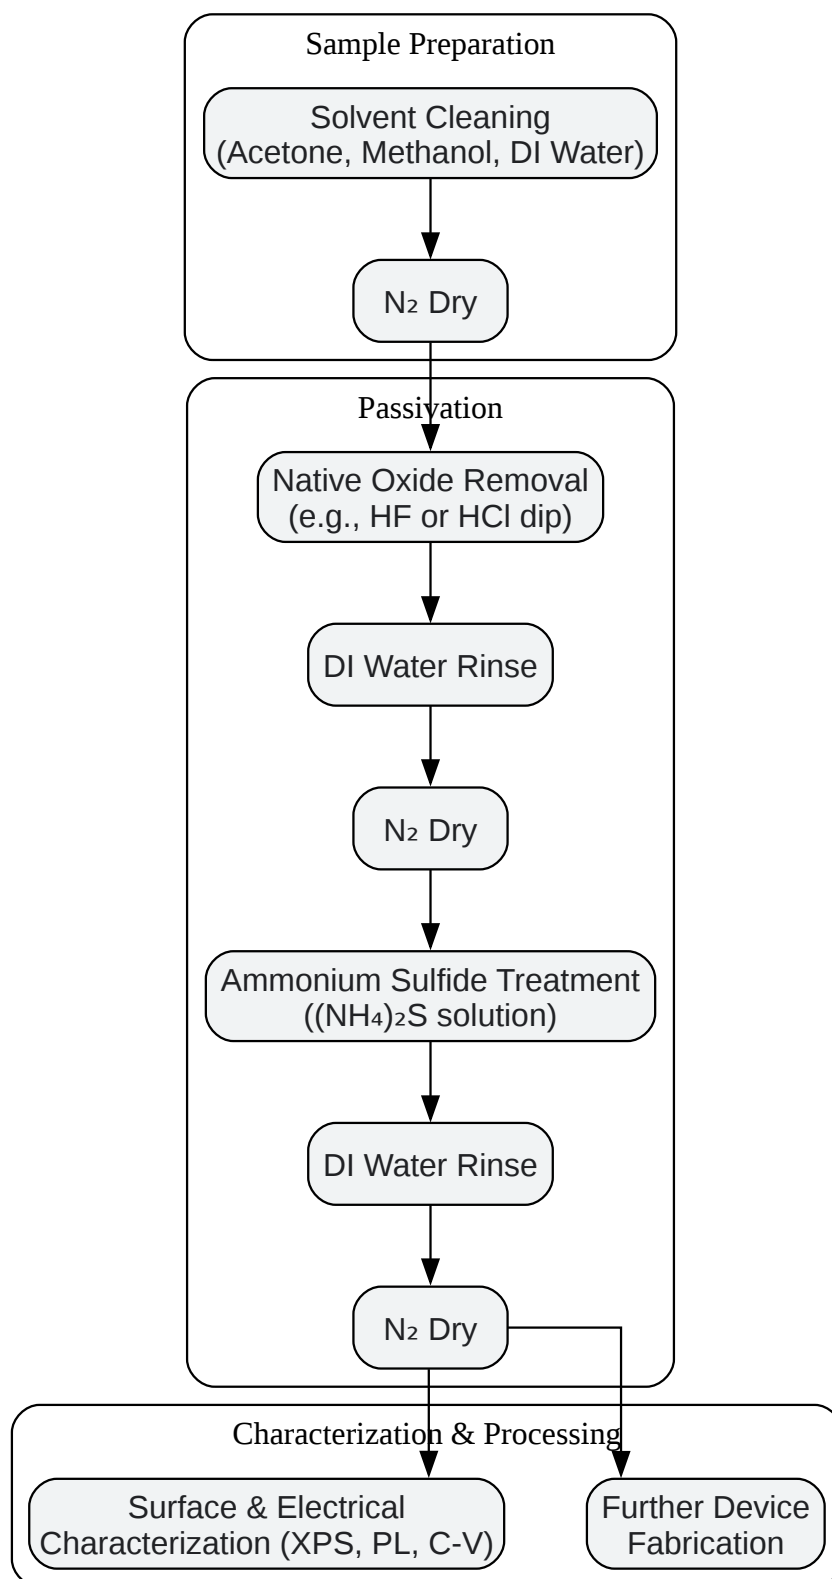 Sample Preparation
Solvent Cleaning
(Acetone, Methanol, DI Water)
N₂ Dry
Passivation
Native Oxide Removal
(e.g., HF or HCl dip)
DI Water Rinse
N₂ Dry
Ammonium Sulfide Treatment
((NH₄)₂S solution)
DI Water Rinse
N₂ Dry
Characterization & Processing
Surface & Electrical
Characterization (XPS, PL, C-V)
Further Device
Fabrication